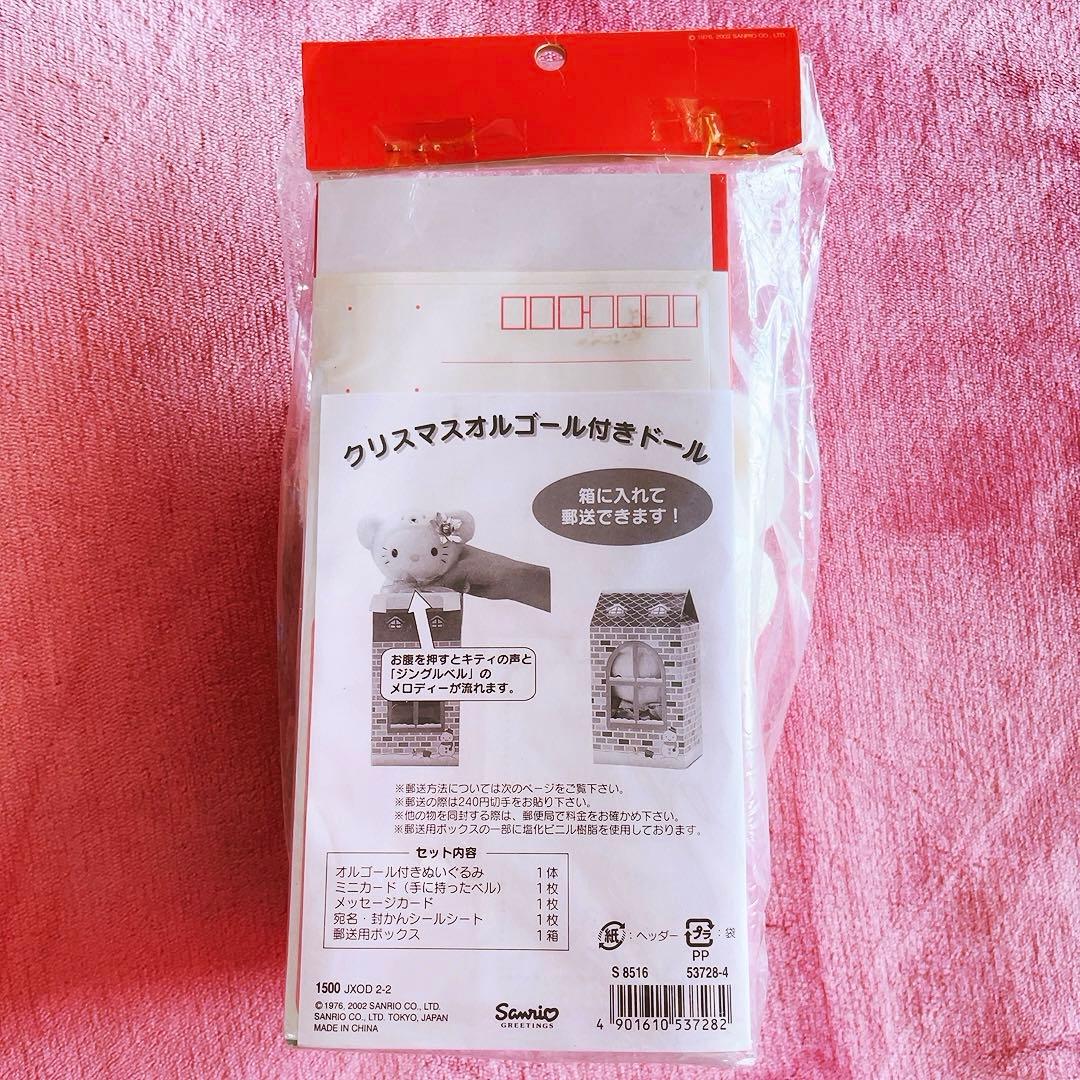 © 1976, 2002 SANRIO CO., LTD.
クリスマスオルゴール付きドール
箱に入れて
郵送できます!
お腹を押すとキティの声と
「ジングルベル」の
メロディーが流れます。
※郵送方法については次のページをご覧下さい。
※郵送の際は240円切手をお貼り下さい。
※他の物を同封する際は、郵便局で料金をお確かめ下さい。
※郵送用ボックスの一部に塩化ビニル樹脂を使用しております。
セット内容
オルゴール付きぬいぐるみ 1体
ミニカード(手に持ったベル) 1枚
メッセージカード 1枚
宛名・封かんシールシート 1枚
郵送用ボックス 1箱
紙:ヘッダー プラ:袋
PP
S 8516 53728-4
1500 JXOD 2-2
© 1976, 2002 SANRIO CO., LTD.
SANRIO CO., LTD. TOKYO, JAPAN
MADE IN CHINA
Sanrio
GREETINGS
4 901610 537282